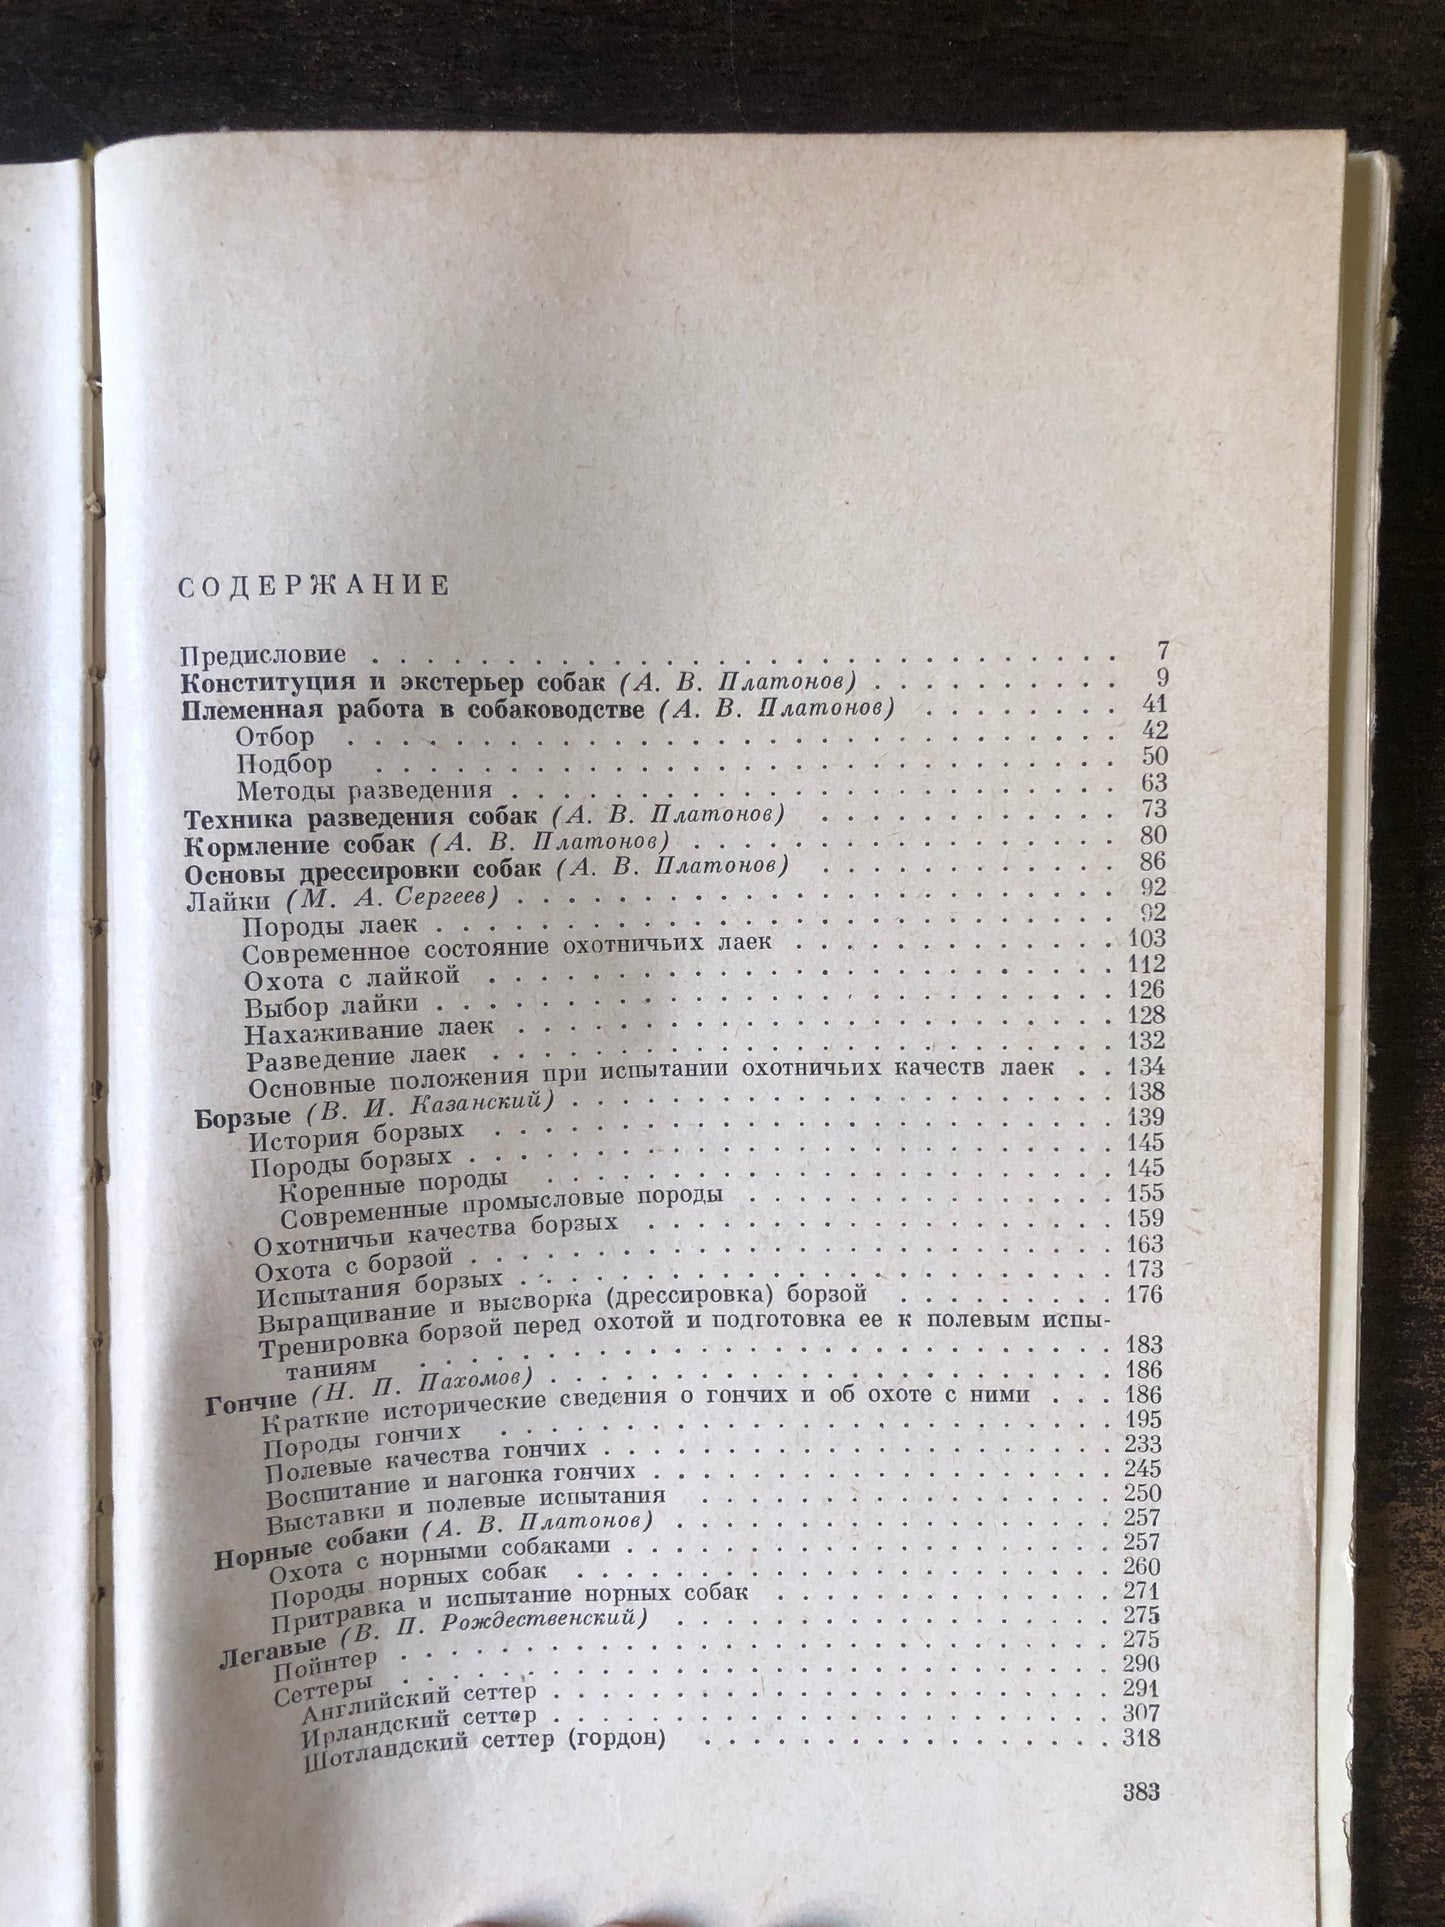 СОДЕРЖАНИЕ
Предисловие . . . . . . . . . . . . . . . . . . . . . . . . . . . . 7
Конституция и экстерьер собак (А. В. Платонов) . . . . . . . . . . 9
Племенная работа в собаководстве (А. В. Платонов) . . . . . . . . 41
Отбор . . . . . . . . . . . . . . . . . . . . . . . . . . . . . 42
Подбор . . . . . . . . . . . . . . . . . . . . . . . . . . . . 50
Методы разведения . . . . . . . . . . . . . . . . . . . . . . . 63
Техника разведения собак (А. В. Платонов) . . . . . . . . . . . . 73
Кормление собак (А. В. Платонов) . . . . . . . . . . . . . . . . 80
Основы дрессировки собак (А. В. Платонов) . . . . . . . . . . . . 86
Лайки (М. А. Сергеев) . . . . . . . . . . . . . . . . . . . . . . 92
Породы лаек . . . . . . . . . . . . . . . . . . . . . . . . . . 92
Современное состояние охотничьих лаек . . . . . . . . . . . . 103
Охота с лайкой . . . . . . . . . . . . . . . . . . . . . . . . 112
Выбор лайки . . . . . . . . . . . . . . . . . . . . . . . . . . 126
Нахаживание лаек . . . . . . . . . . . . . . . . . . . . . . . 128
Разведение лаек . . . . . . . . . . . . . . . . . . . . . . . . 132
Основные положения при испытании охотничьих качеств лаек . . 134
Борзые (В. И. Казанский) . . . . . . . . . . . . . . . . . . . . . 138
История борзых . . . . . . . . . . . . . . . . . . . . . . . . 139
Породы борзых . . . . . . . . . . . . . . . . . . . . . . . . . 145
Коренные породы . . . . . . . . . . . . . . . . . . . . . . 145
Современные промысловые породы . . . . . . . . . . . . . . 155
Охотничьи качества борзых . . . . . . . . . . . . . . . . . . 159
Охота с борзой . . . . . . . . . . . . . . . . . . . . . . . . . 163
Испытания борзых . . . . . . . . . . . . . . . . . . . . . . . 173
Выращивание и высворка (дрессировка) борзой . . . . . . . . . 176
Тренировка борзой перед охотой и подготовка ее к полевым испы-
таниям . . . . . . . . . . . . . . . . . . . . . . . . . . . 183
Гончие (Н. П. Пахомов) . . . . . . . . . . . . . . . . . . . . . . 186
Краткие исторические сведения о гончих и об охоте с ними . . . 186
Породы гончих . . . . . . . . . . . . . . . . . . . . . . . . . 195
Полевые качества гончих . . . . . . . . . . . . . . . . . . . . 233
Воспитание и нагонка гончих . . . . . . . . . . . . . . . . . . 245
Выставки и полевые испытания . . . . . . . . . . . . . . . . . 250
Норные собаки (А. В. Платонов) . . . . . . . . . . . . . . . . . . 257
Охота с норными собаками . . . . . . . . . . . . . . . . . . . 257
Породы норных собак . . . . . . . . . . . . . . . . . . . . . . 260
Притравка и испытание норных собак . . . . . . . . . . . . . . 271
Легавые (В. П. Рождественский) . . . . . . . . . . . . . . . . . . 275
Пойнтер . . . . . . . . . . . . . . . . . . . . . . . . . . . . 275
Сеттеры . . . . . . . . . . . . . . . . . . . . . . . . . . . . 290
Английский сеттер . . . . . . . . . . . . . . . . . . . . . . 291
Ирландский сеттер . . . . . . . . . . . . . . . . . . . . . . 307
Шотландский сеттер (гордон) . . . . . . . . . . . . . . . . . 318
383